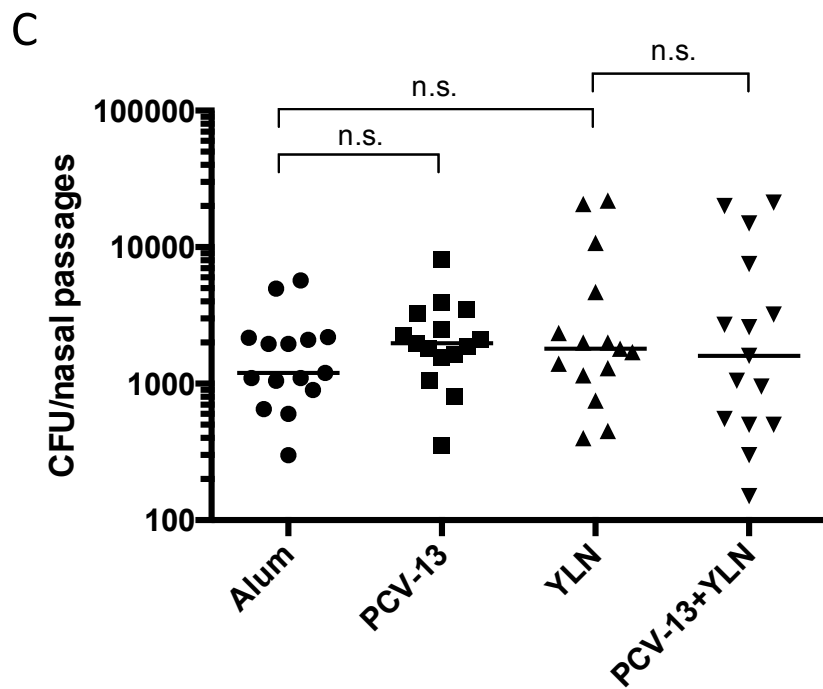 C
n.s.
n.s.
n.s.
100000
10000
1000
100
CFU/nasal passages
Alum
PCV-13
YLN
PCV-13+YLN